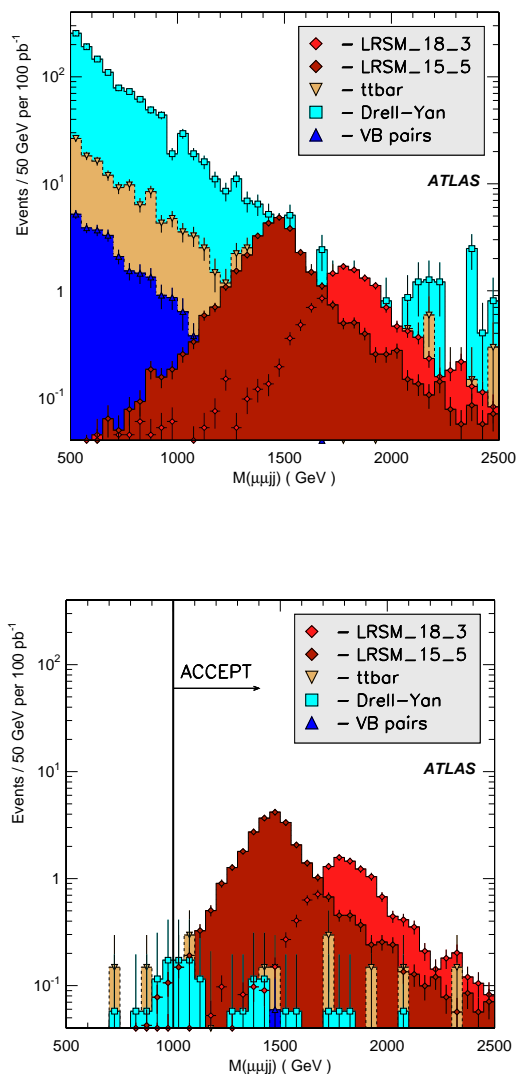 Events / 50 GeV per 100 pb⁻¹
10²
10
1
10⁻¹
– LRSM_18_3
– LRSM_15_5
– ttbar
– Drell–Yan
– VB pairs
ATLAS
500 1000 1500 2000 2500
M(μμjj) ( GeV )
Events / 50 GeV per 100 pb⁻¹
10²
10
1
10⁻¹
ACCEPT
– LRSM_18_3
– LRSM_15_5
– ttbar
– Drell–Yan
– VB pairs
ATLAS
500 1000 1500 2000 2500
M(μμjj) ( GeV )